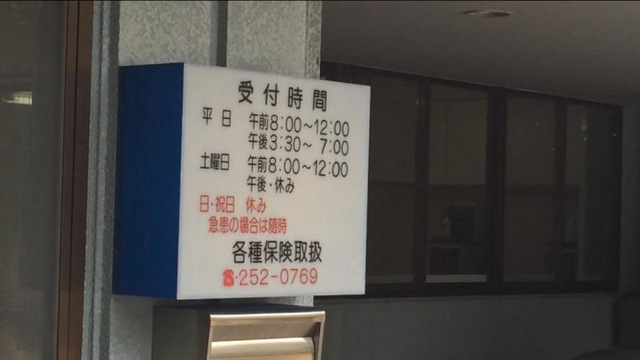 受付時間
平日 午前8:00〜12:00
午後3:30〜 7:00
土曜日 午前8:00〜12:00
午後・休み
日・祝日 休み
急患の場合は随時
各種保険取扱
☎・252-0769